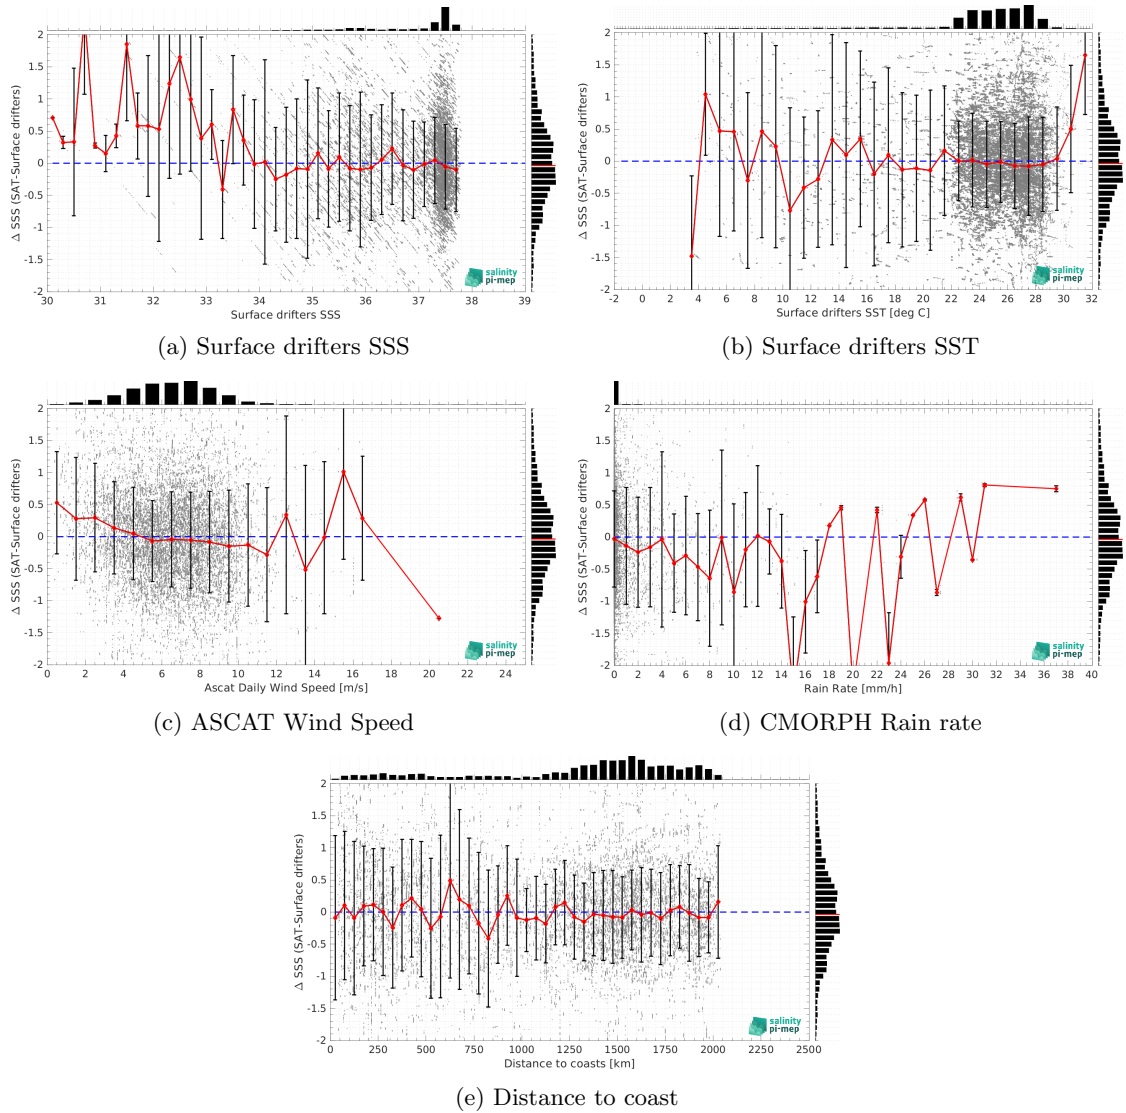 2
1.5
1
0.5
0
-0.5
-1
-1.5
-2
Δ SSS (SAT-Surface drifters)
30 31 32 33 34 35 36 37 38 39
Surface drifters SSS
salinity
pi-mep
(a) Surface drifters SSS
2
1.5
1
0.5
0
-0.5
-1
-1.5
-2
Δ SSS (SAT-Surface drifters)
-2 0 2 4 6 8 10 12 14 16 18 20 22 24 26 28 30 32
Surface drifters SST [deg C]
salinity
pi-mep
(b) Surface drifters SST
2
1.5
1
0.5
0
-0.5
-1
-1.5
-2
Δ SSS (SAT-Surface drifters)
0 2 4 6 8 10 12 14 16 18 20 22 24
Ascat Daily Wind Speed [m/s]
salinity
pi-mep
(c) ASCAT Wind Speed
2
1.5
1
0.5
0
-0.5
-1
-1.5
-2
Δ SSS (SAT-Surface drifters)
0 2 4 6 8 10 12 14 16 18 20 22 24 26 28 30 32 34 36 38 40
Rain Rate [mm/h]
salinity
pi-mep
(d) CMORPH Rain rate
2
1.5
1
0.5
0
-0.5
-1
-1.5
-2
Δ SSS (SAT-Surface drifters)
0 250 500 750 1000 1250 1500 1750 2000 2250 2500
Distance to coasts [km]
salinity
pi-mep
(e) Distance to coast